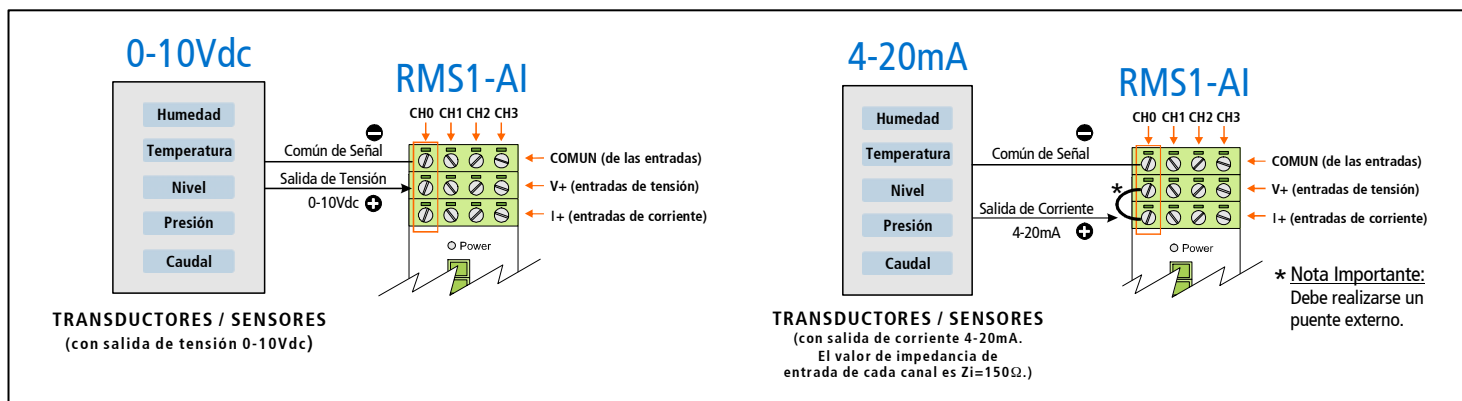 0-10Vdc
RMS1-AI
CH0 CH1 CH2 CH3
Humedad
Temperatura
Nivel
Presión
Caudal
Común de Señal
Salida de Tensión
0-10Vdc
COMUN (de las entradas)
V+ (entradas de tensión)
I+ (entradas de corriente)
Power
TRANSDUCTORES / SENSORES
(con salida de tensión 0-10Vdc)
4-20mA
RMS1-AI
CH0 CH1 CH2 CH3
Humedad
Temperatura
Nivel
Presión
Caudal
Común de Señal
Salida de Corriente
4-20mA
*
COMUN (de las entradas)
V+ (entradas de tensión)
I+ (entradas de corriente)
Power
* Nota Importante:
Debe realizarse un
puente externo.
TRANSDUCTORES / SENSORES
(con salida de corriente 4-20mA.
El valor de impedancia de
entrada de cada canal es Zi=150Ω.)